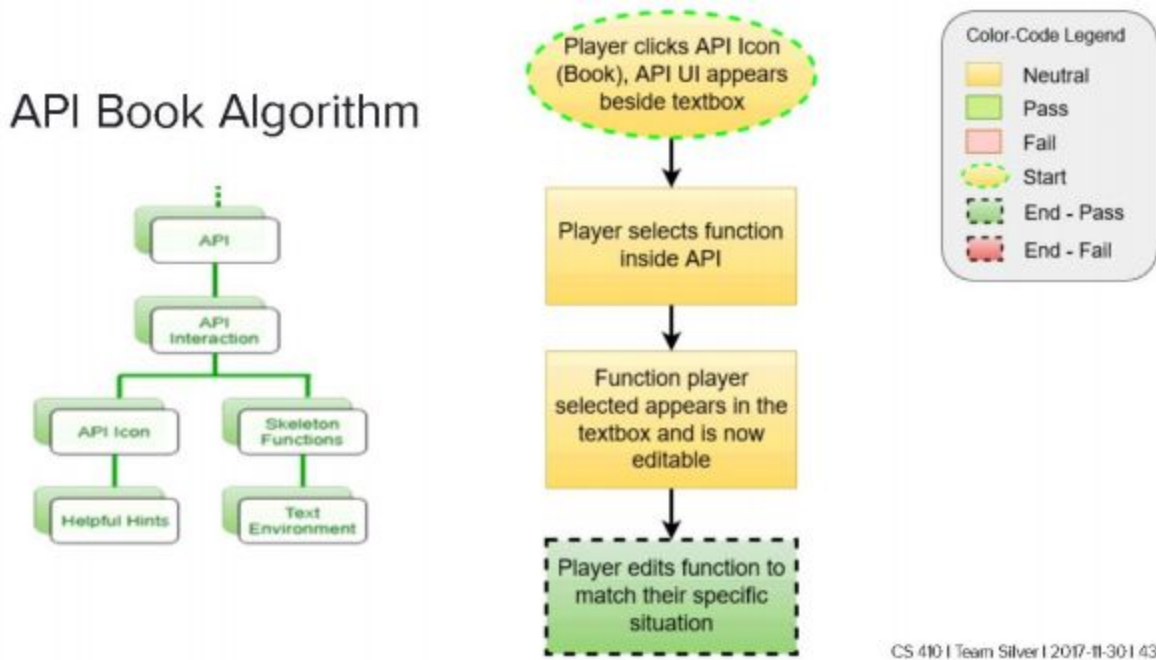 API Book Algorithm
API
API
Interaction
API Icon
Skeleton
Functions
Helpful Hints
Text
Environment
Player clicks API Icon
(Book), API UI appears
beside textbox
Player selects function
inside API
Function player
selected appears in the
textbox and is now
editable
Player edits function to
match their specific
situation
Color-Code Legend
Neutral
Pass
Fail
Start
End - Pass
End - Fail
CS 410 | Team Silver | 2017-11-30 | 43